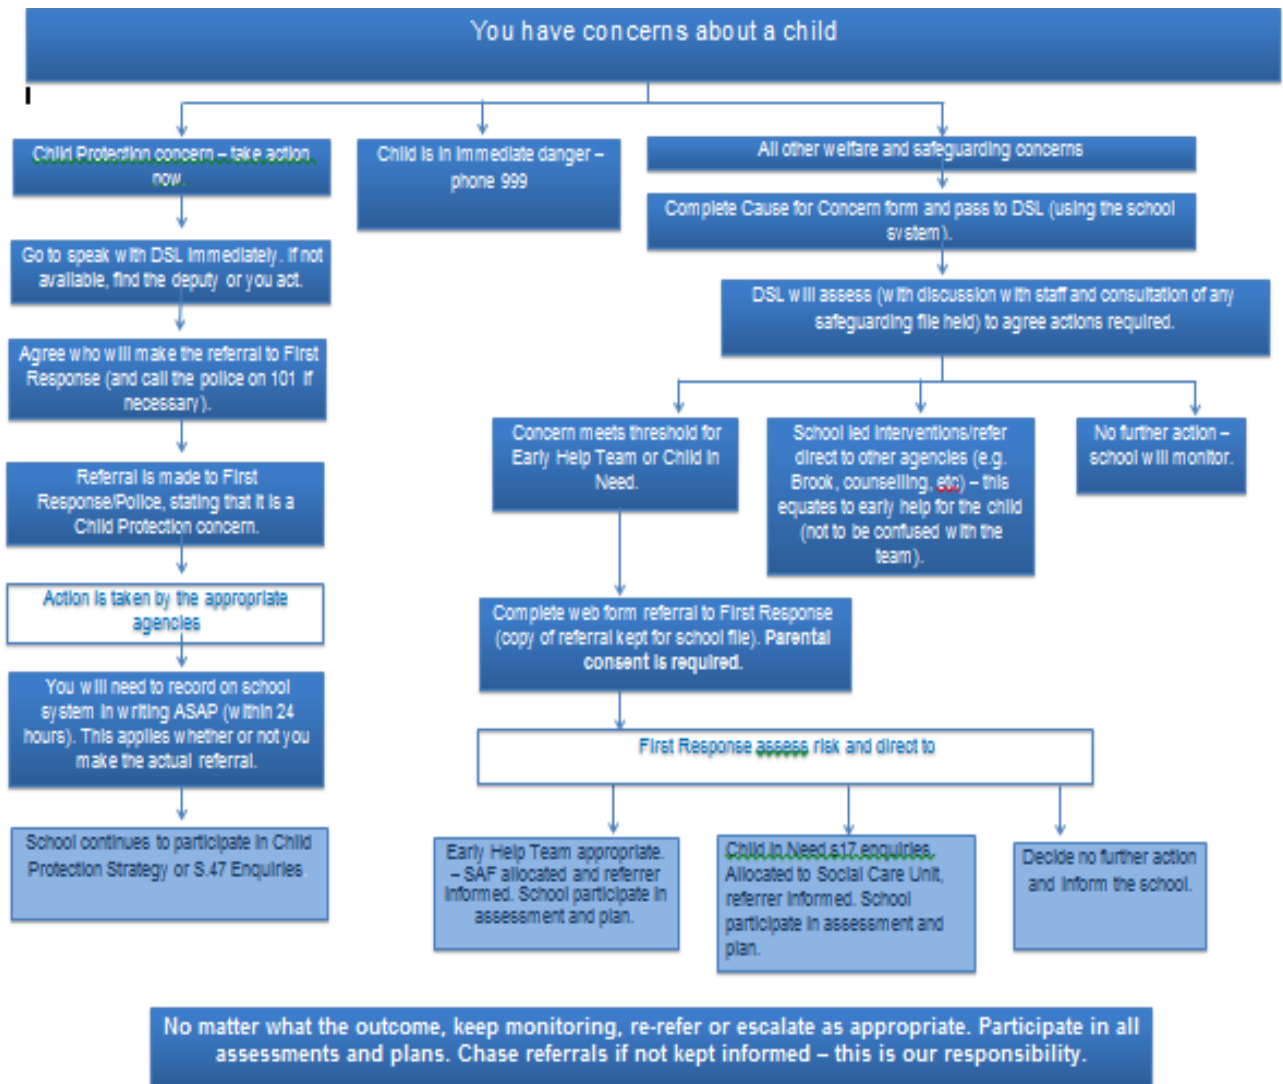 You have concerns about a child
Child Protection concern – take action
now.
Child is in immediate danger –
phone 999
All other welfare and safeguarding concerns
Complete Cause for Concern form and pass to DSL (using the school
system).
Go to speak with DSL immediately. If not
available, find the deputy or you act.
DSL will assess (with discussion with staff and consultation of any
safeguarding file held) to agree actions required.
Agree who will make the referral to First
Response (and call the police on 101 if
necessary).
Concern meets threshold for
Early Help Team or Child in
Need.
School led interventions/refer
direct to other agencies (e.g.
Brook, counselling, etc) – this
equates to early help for the child
(not to be confused with the
team).
No further action –
school will monitor.
Referral is made to First
Response/Police, stating that it is a
Child Protection concern.
Action is taken by the appropriate
agencies
Complete web form referral to First Response
(copy of referral kept for school file). Parental
consent is required.
You will need to record on school
system in writing ASAP (within 24
hours). This applies whether or not you
make the actual referral.
First Response assess risk and direct to
School continues to participate in Child
Protection Strategy or S.47 Enquiries
Early Help Team appropriate.
– SAF allocated and referrer
informed. School participate in
assessment and plan.
Child in Need s17 enquiries.
Allocated to Social Care Unit,
referrer informed. School
participate in assessment and
plan.
Decide no further action
and inform the school.
No matter what the outcome, keep monitoring, re-refer or escalate as appropriate. Participate in all
assessments and plans. Chase referrals if not kept informed – this is our responsibility.